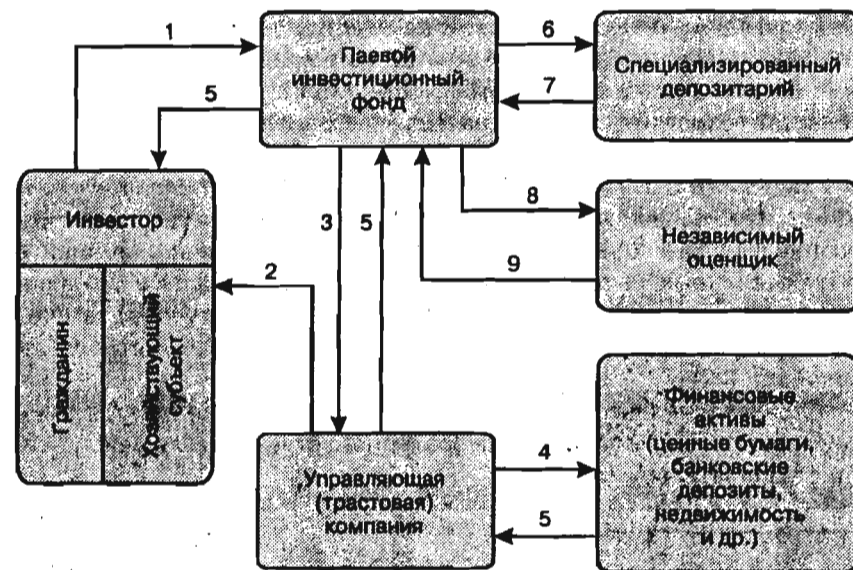 1
Паевой
инвестиционный
фонд
6
Специализированный
депозитарий
5
7
Инвестор
3
5
8
Независимый
оценщик
9
2
Гражданин
Хозяйствующий
субъект
Управляющая
(трастовая)
компания
4
5
Финансовые
активы
(ценные бумаги,
банковские
депозиты,
недвижимость
и др.)